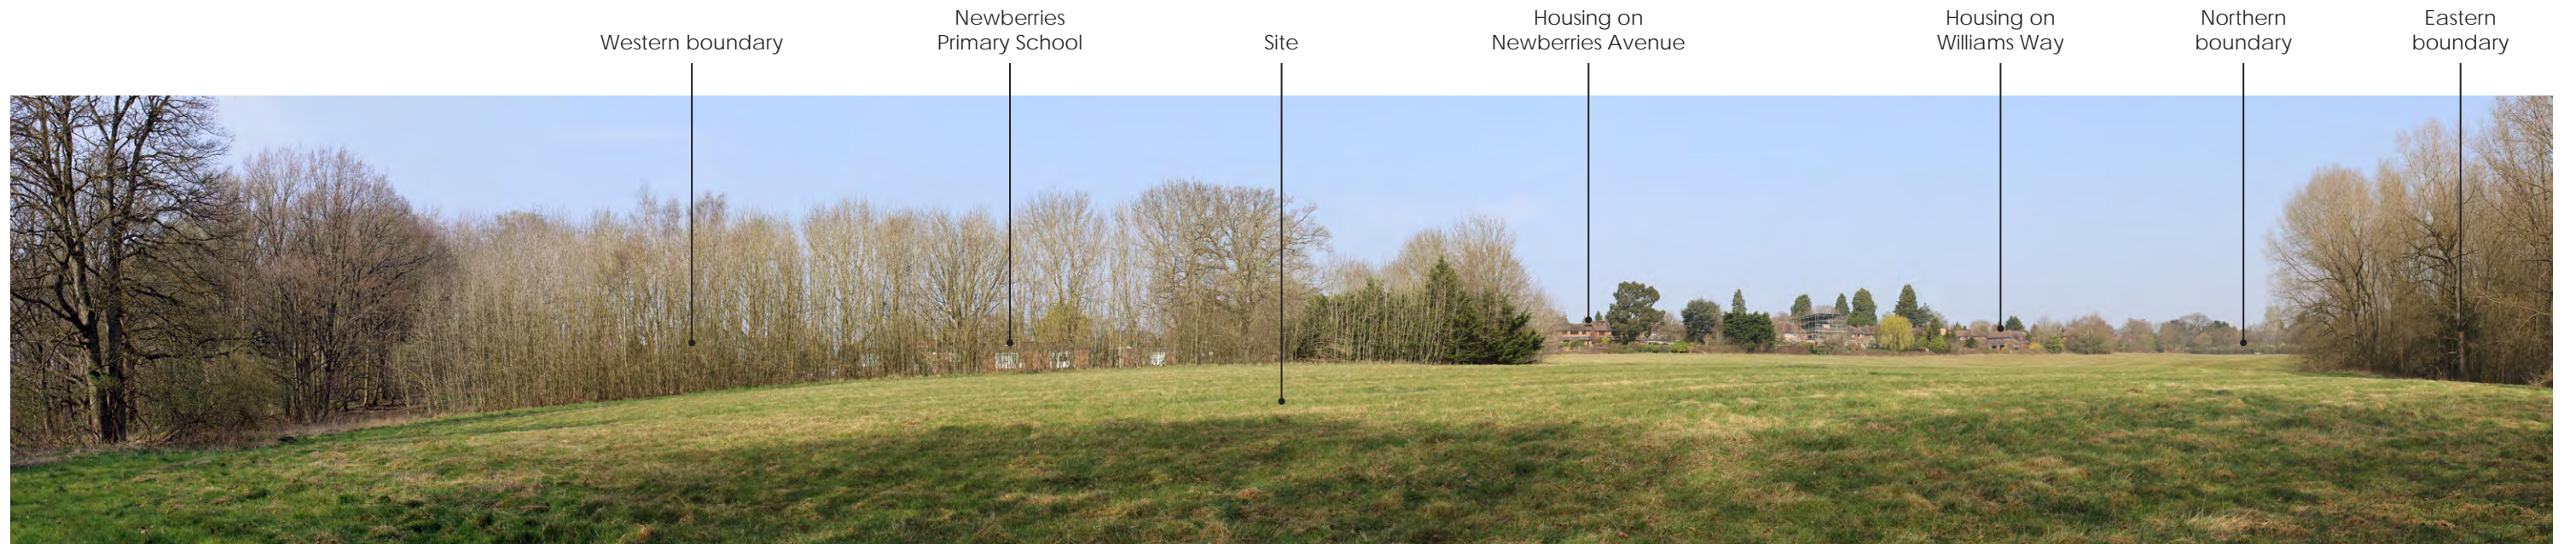 Western boundary
Newberries
Primary School
Site
Housing on
Newberries Avenue
Housing on
Williams Way
Northern
boundary
Eastern
boundary